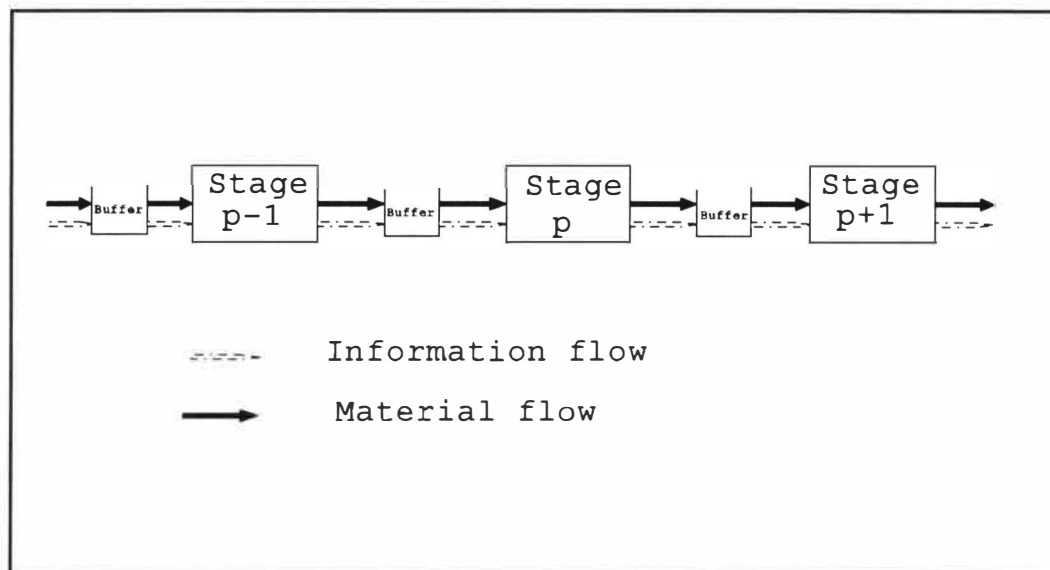 Stage
p-1
Stage
p
Stage
p+1
Buffer
Buffer
Buffer
Information flow
Material flow